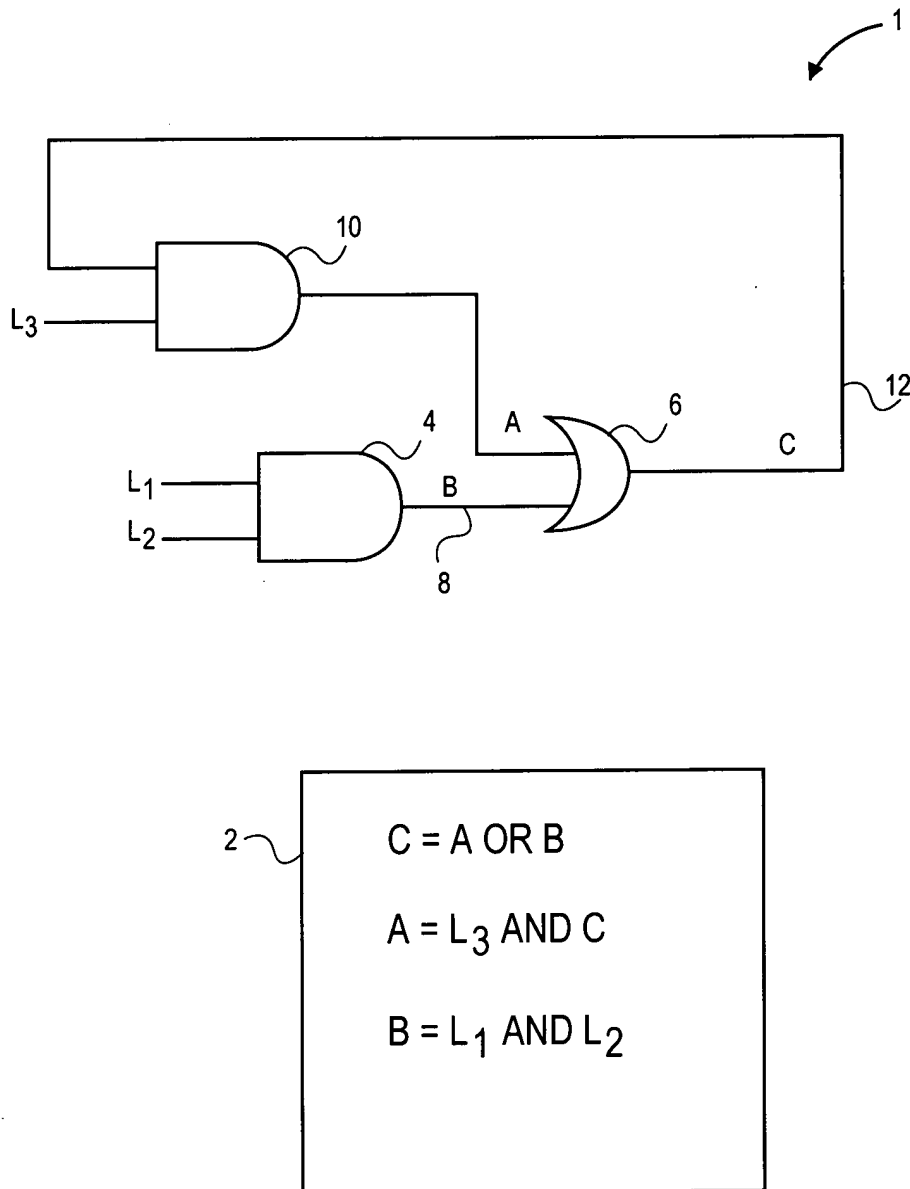 1
10
L3
12
4
A
6
C
L1
B
L2
8
2
C = A OR B
A = L3 AND C
B = L1 AND L2